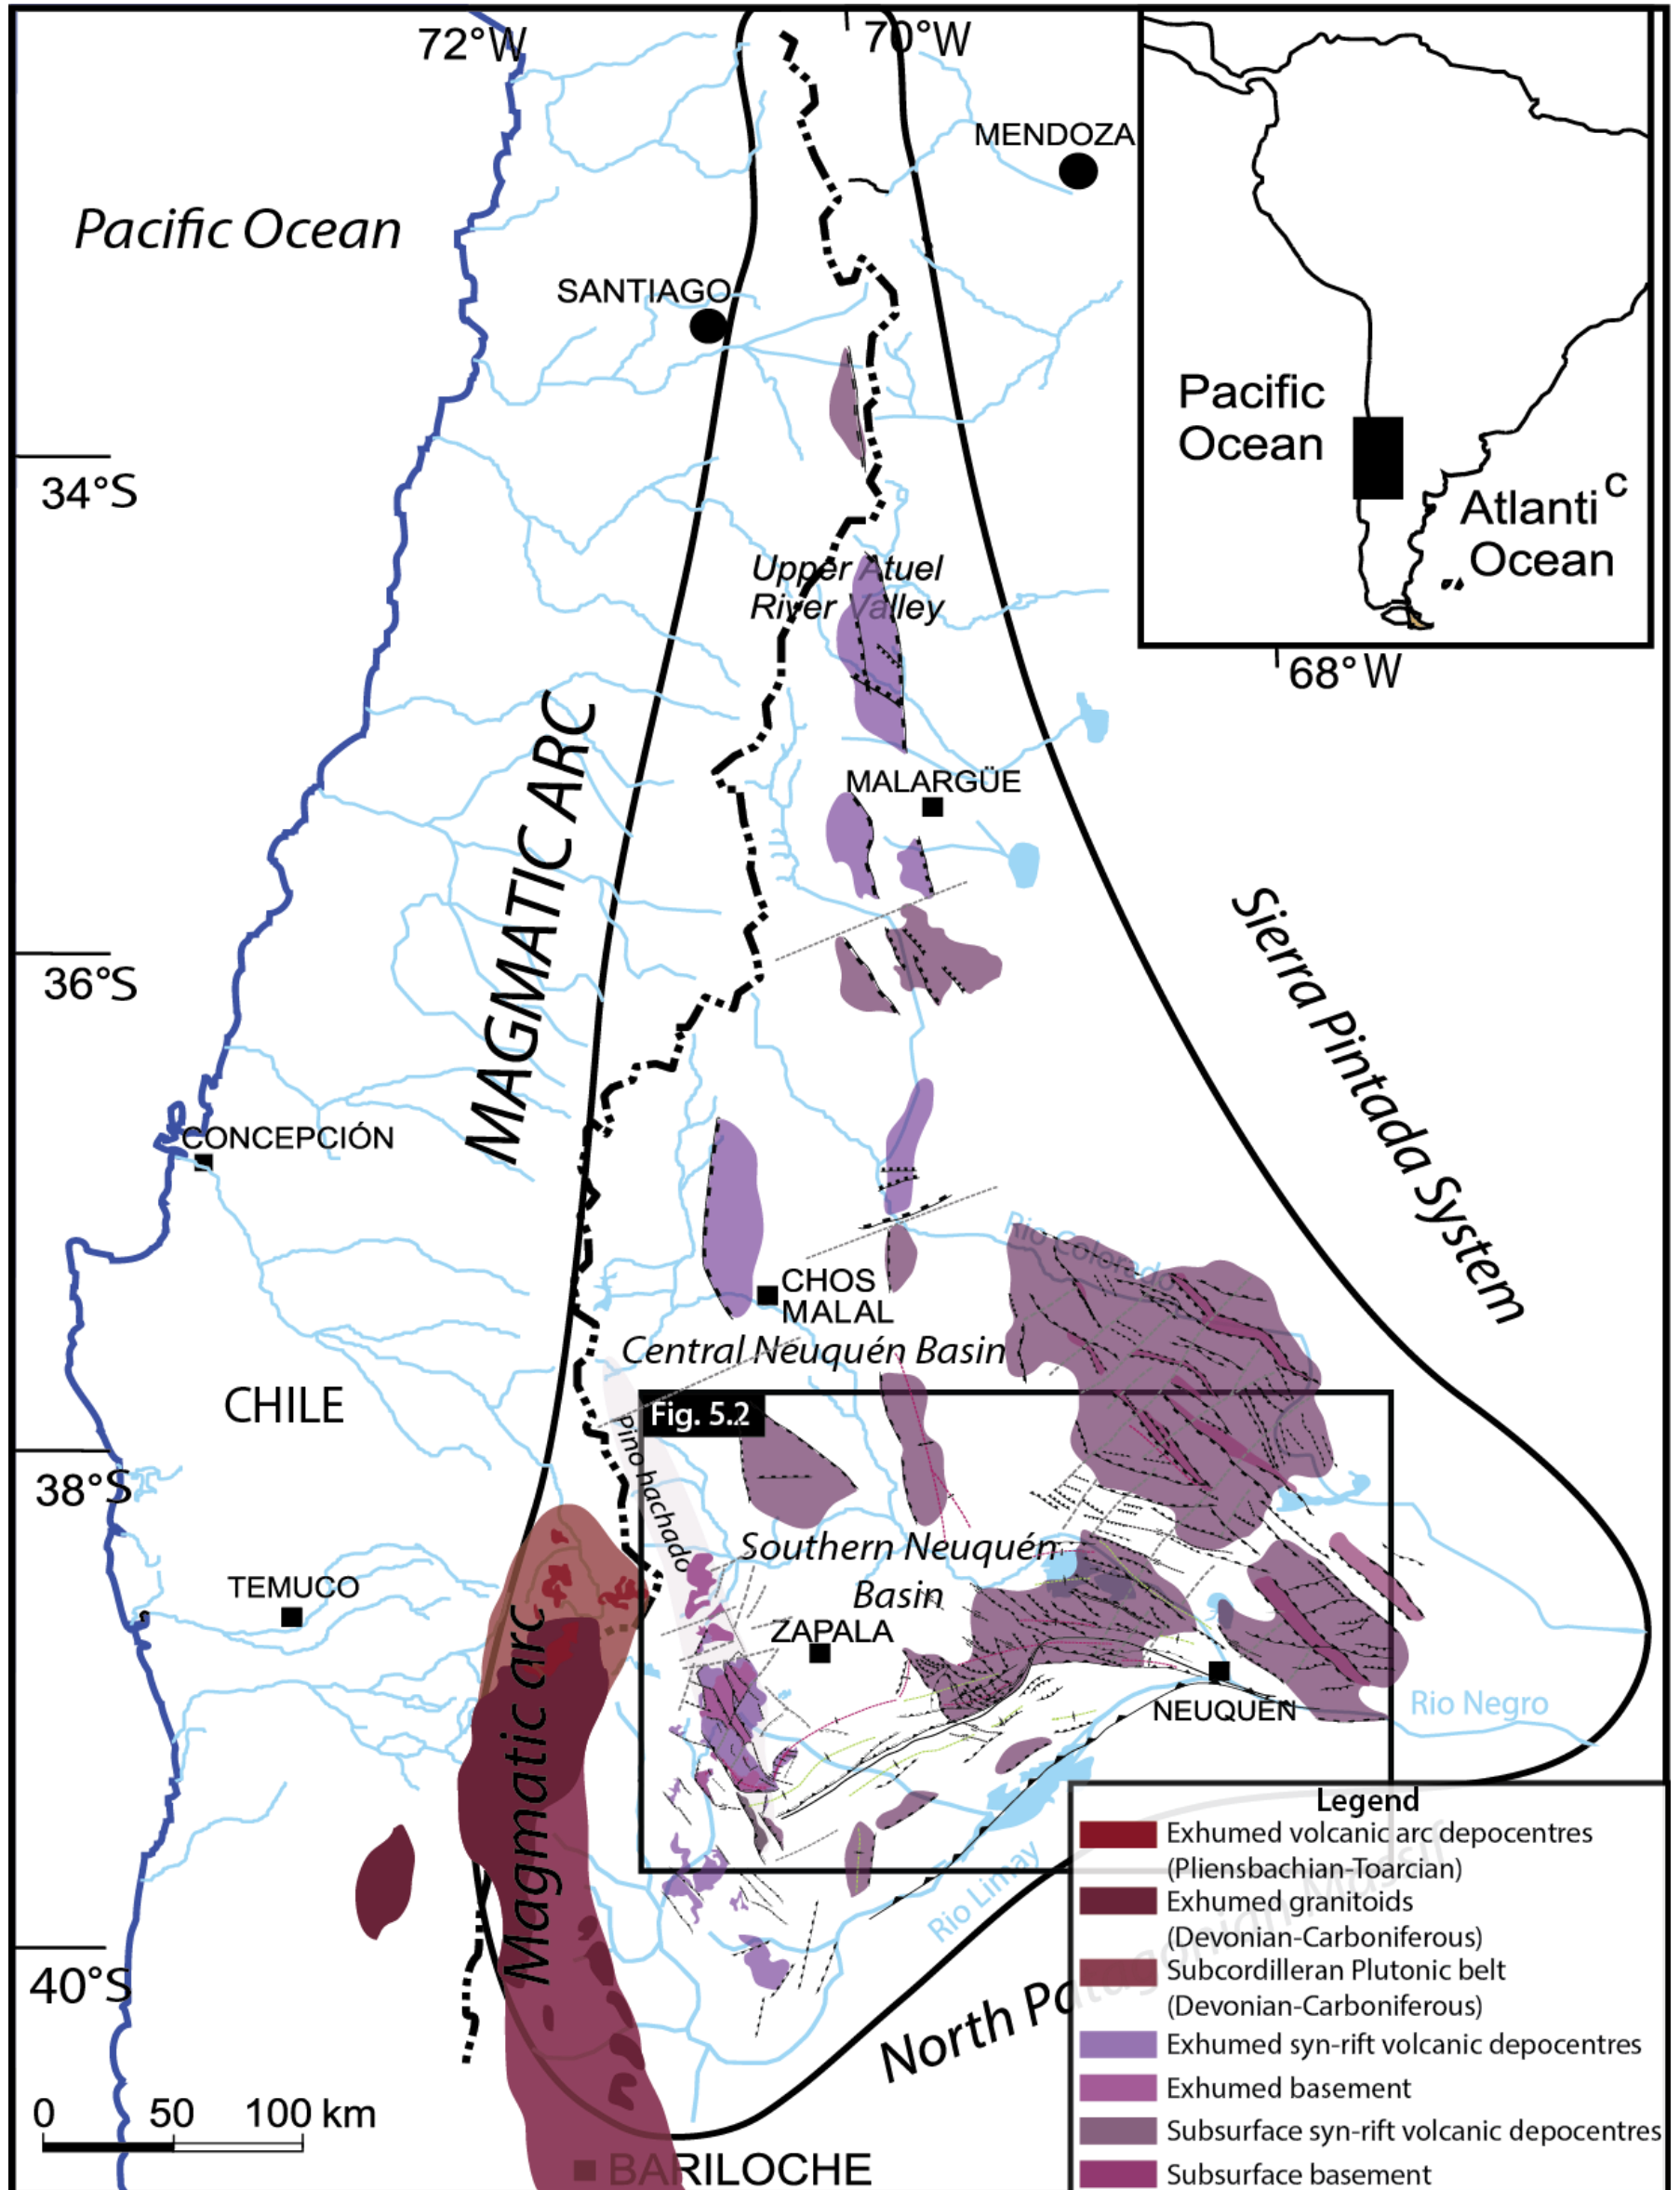 72°W
70°W
MENDOZA
Pacific Ocean
SANTIAGO
Pacific
Ocean
34°S
Atlantic
Ocean
Upper Atuel
River Valley
68°W
MALARGÜE
MAGMATIC ARC
Sierra Pintada System
36°S
CONCEPCIÓN
Rio Colorado
CHOS
MALAL
Central Neuquén Basin
CHILE
Fig. 5.2
Pino hachado
38°S
Southern Neuquén
Basin
TEMUCO
ZAPALA
Magmatic arc
NEUQUEN
Rio Negro
Rio Limay
North Patagonian Massif
40°S
0 50 100 km
BARILOCHE
Legend
Exhumed volcanic arc depocentres
(Pliensbachian-Toarcian)
Exhumed granitoids
(Devonian-Carboniferous)
Subcordilleran Plutonic belt
(Devonian-Carboniferous)
Exhumed syn-rift volcanic depocentres
Exhumed basement
Subsurface syn-rift volcanic depocentres
Subsurface basement